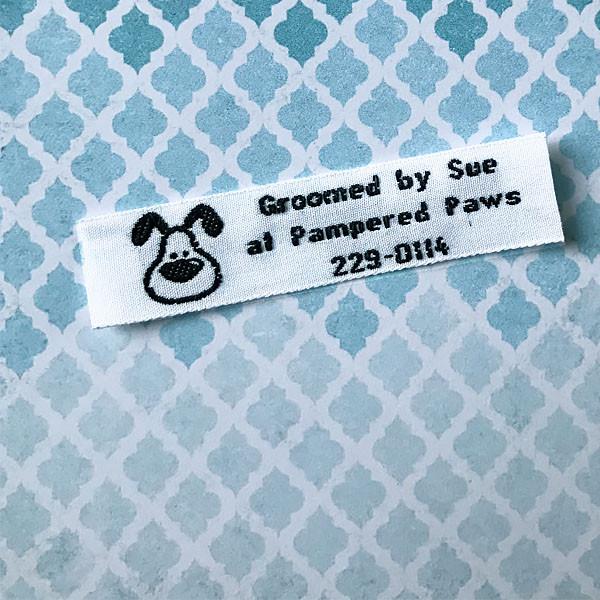 Groomed by Sue
at Pampered Paws
229-0114